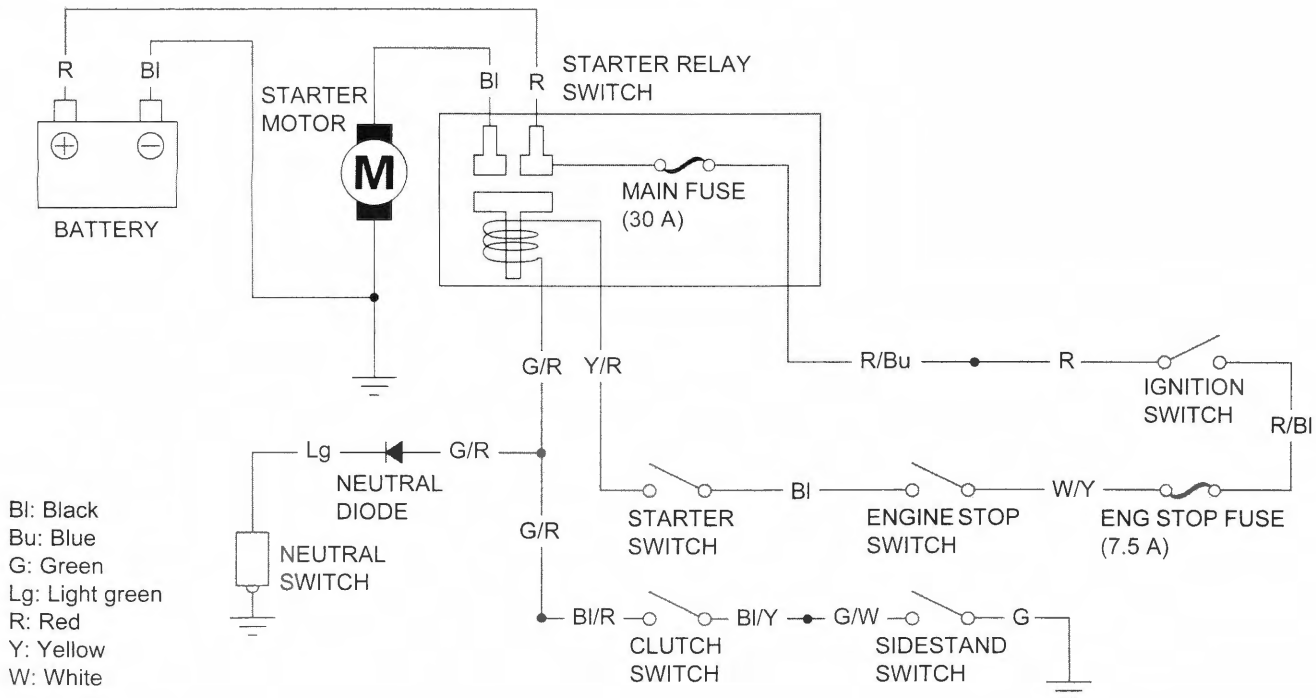 R
Bl
BATTERY
STARTER
MOTOR
M
Bl
R
STARTER RELAY
SWITCH
MAIN FUSE
(30 A)
G/R
Y/R
R/Bu
R
IGNITION
SWITCH
R/Bl
Lg
G/R
NEUTRAL
DIODE
NEUTRAL
SWITCH
G/R
STARTER
SWITCH
Bl
ENGINE STOP
SWITCH
W/Y
ENG STOP FUSE
(7.5 A)
Bl/R
CLUTCH
SWITCH
Bl/Y
G/W
SIDESTAND
SWITCH
G
Bl: Black
Bu: Blue
G: Green
Lg: Light green
R: Red
Y: Yellow
W: White